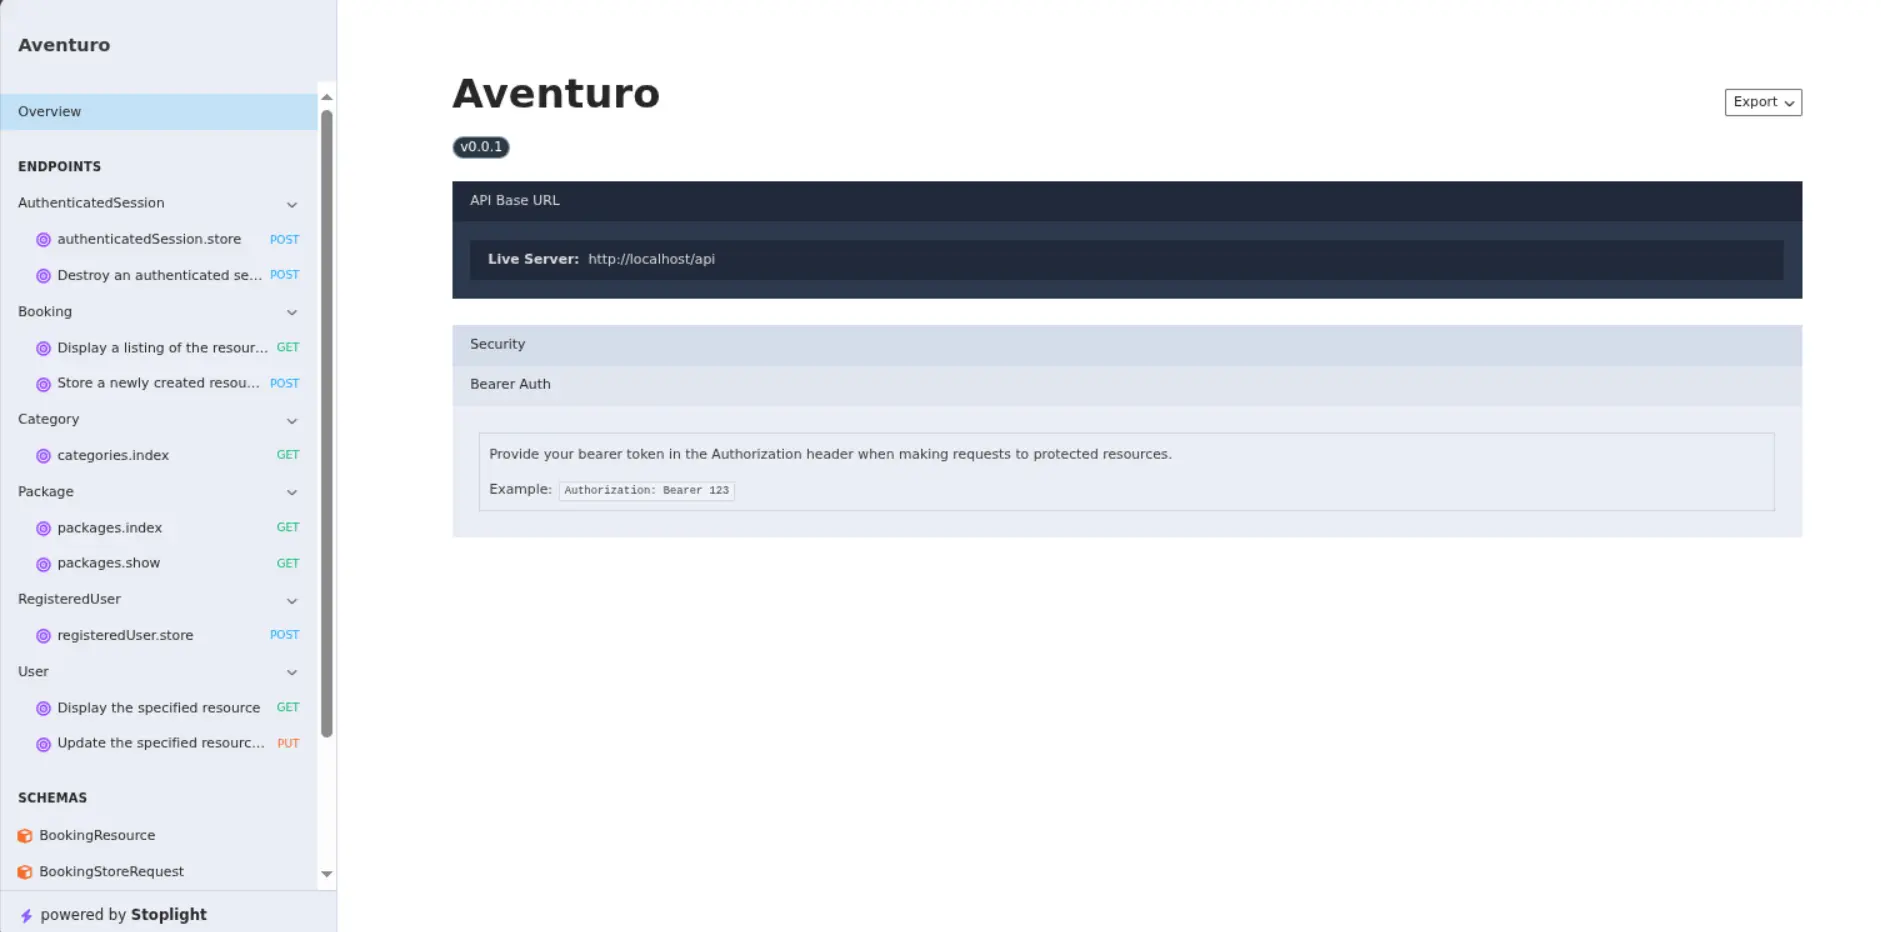 Aventuro
Overview
ENDPOINTS
AuthenticatedSession
authenticatedSession.store POST
Destroy an authenticated se... POST
Booking
Display a listing of the resour... GET
Store a newly created resou... POST
Category
categories.index GET
Package
packages.index GET
packages.show GET
RegisteredUser
registeredUser.store POST
User
Display the specified resource GET
Update the specified resourc... PUT
SCHEMAS
BookingResource
BookingStoreRequest
powered by Stoplight
Aventuro
Export
v0.0.1
API Base URL
Live Server: http://localhost/api
Security
Bearer Auth
Provide your bearer token in the Authorization header when making requests to protected resources.
Example: Authorization: Bearer 123